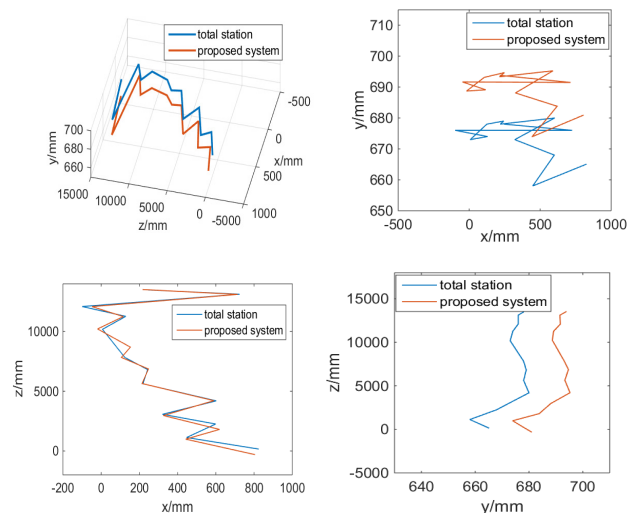 total station
proposed system
-500
0
500
1000
x/mm
700
680
660
y/mm
15000
10000
5000
0
-5000
z/mm
total station
proposed system
715
710
700
690
680
670
660
650
y/mm
-500
0
500
1000
x/mm
total station
proposed system
10000
5000
0
z/mm
-200
0
200
400
600
800
1000
x/mm
total station
proposed system
15000
10000
5000
0
-5000
z/mm
640
660
680
700
y/mm